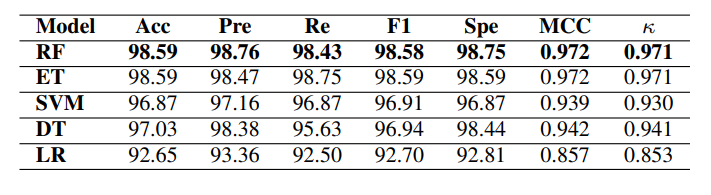 Model Acc Pre Re F1 Spe MCC κ
RF 98.59 98.76 98.43 98.58 98.75 0.972 0.971
ET 98.59 98.47 98.75 98.59 98.59 0.972 0.971
SVM 96.87 97.16 96.87 96.91 96.87 0.939 0.930
DT 97.03 98.38 95.63 96.94 98.44 0.942 0.941
LR 92.65 93.36 92.50 92.70 92.81 0.857 0.853